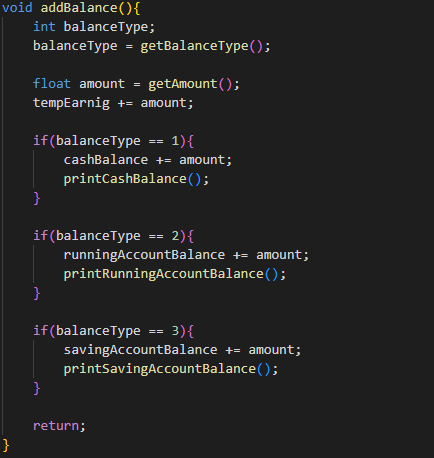 void addBalance(){
    int balanceType;
    balanceType = getBalanceType();

    float amount = getAmount();
    tempEarnig += amount;

    if(balanceType == 1){
        cashBalance += amount;
        printCashBalance();
    }

    if(balanceType == 2){
        runningAccountBalance += amount;
        printRunningAccountBalance();
    }

    if(balanceType == 3){
        savingAccountBalance += amount;
        printSavingAccountBalance();
    }

    return;
}